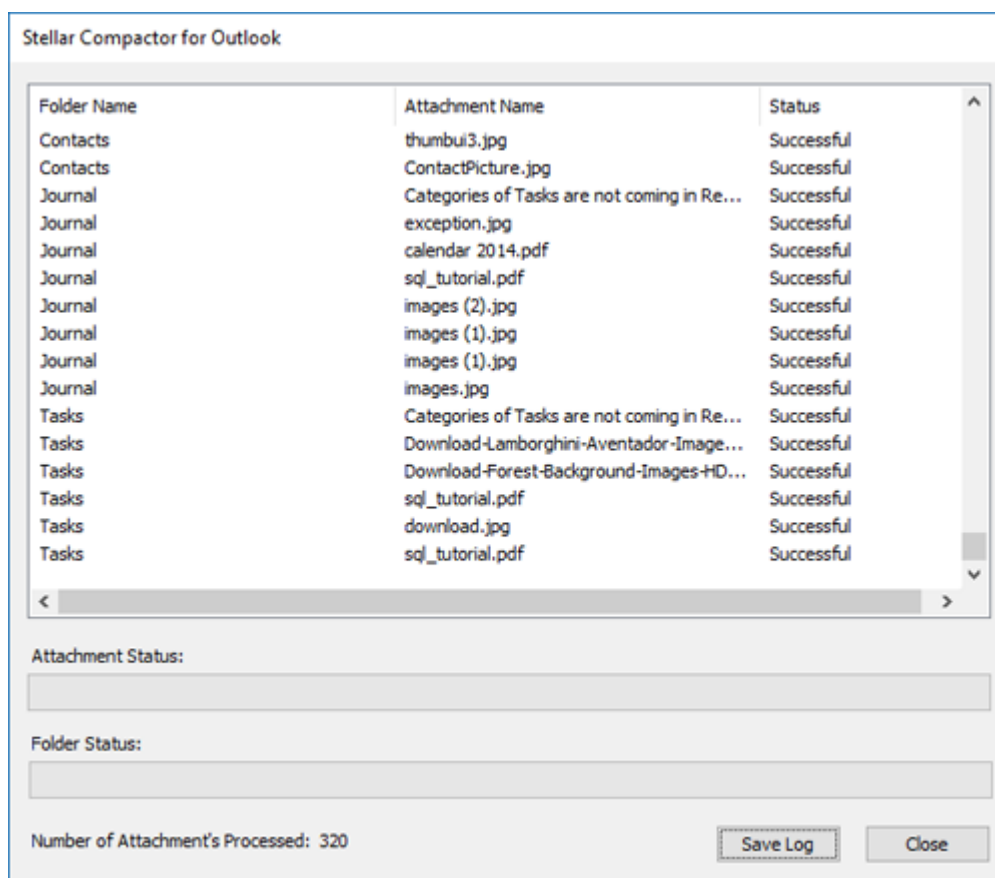 Stellar Compactor for Outlook
Folder Name Attachment Name Status
Contacts thumbui3.jpg Successful
Contacts ContactPicture.jpg Successful
Journal Categories of Tasks are not coming in Re... Successful
Journal exception.jpg Successful
Journal calendar 2014.pdf Successful
Journal sql_tutorial.pdf Successful
Journal images (2).jpg Successful
Journal images (1).jpg Successful
Journal images (1).jpg Successful
Journal images.jpg Successful
Tasks Categories of Tasks are not coming in Re... Successful
Tasks Download-Lamborghini-Aventador-Image... Successful
Tasks Download-Forest-Background-Images-HD... Successful
Tasks sql_tutorial.pdf Successful
Tasks download.jpg Successful
Tasks sql_tutorial.pdf Successful
Attachment Status:
Folder Status:
Number of Attachment's Processed: 320 Save Log Close